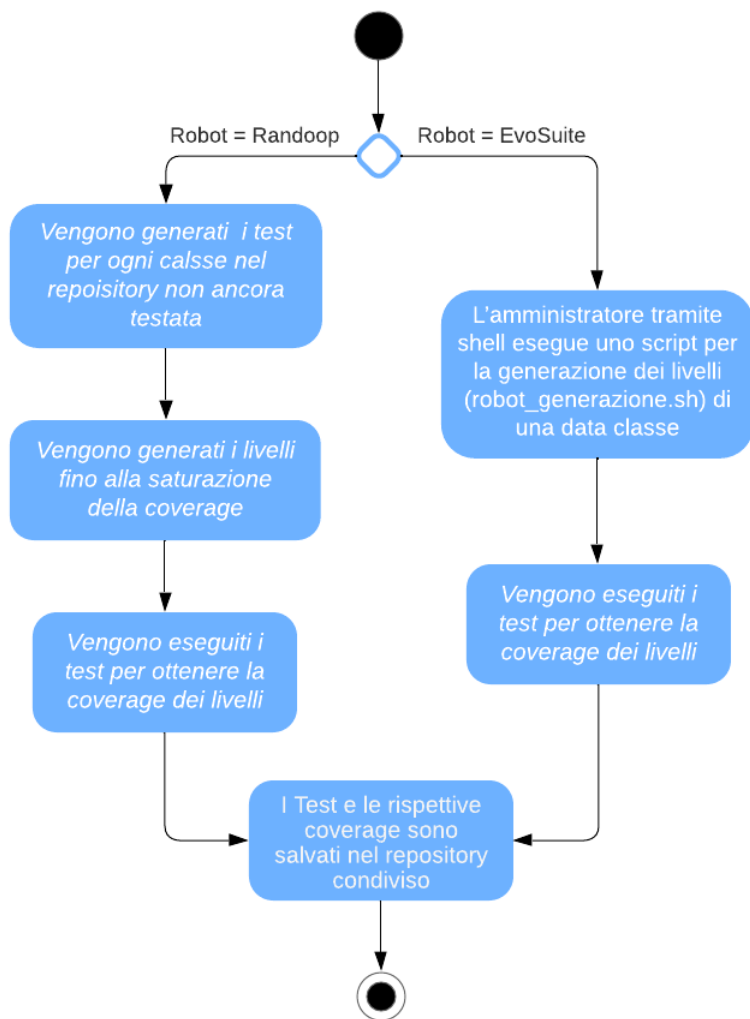 Robot = Randoop
Robot = EvoSuite
Vengono generati  i test
per ogni calsse nel
repoisitory non ancora
testata
L'amministratore tramite
shell esegue uno script per
la generazione dei livelli
(robot_generazione.sh) di
una data classe
Vengono generati i livelli
fino alla saturazione
della coverage
Vengono eseguiti i
test per ottenere la
coverage dei livelli
Vengono eseguiti i
test per ottenere la
coverage dei livelli
I Test e le rispettive
coverage sono
salvati nel repository
condiviso